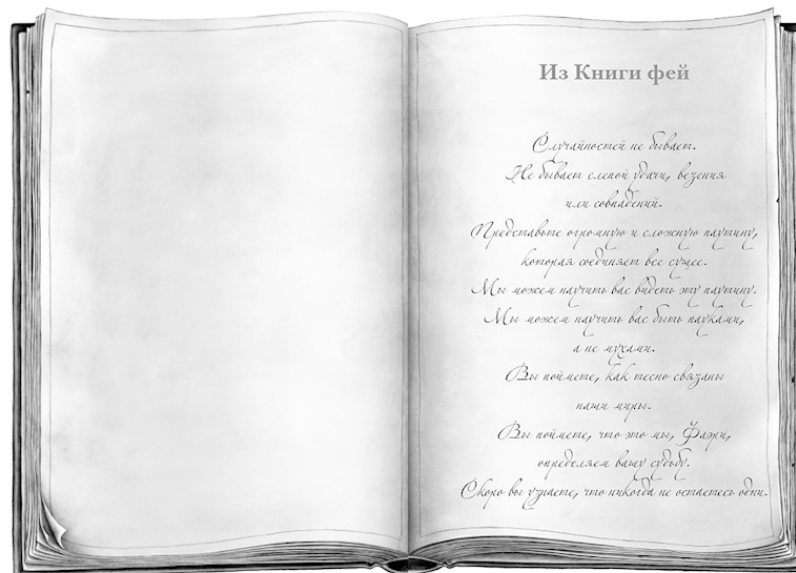 Из Книги фей
Случайностей не бывает.
Не бывает слепой удачи, везения
или совпадений.
Представьте огромную и сложную паутину,
которая соединяет все сущее.
Мы можем научить вас видеть эту паутину.
Мы можем научить вас быть пауками,
а не мухами.
Вы поймете, как тесно связаны
наши миры.
Вы поймете, что это мы, Фаэри,
определяем вашу судьбу.
Скоро вы узнаете, что никогда не остаетесь одни.